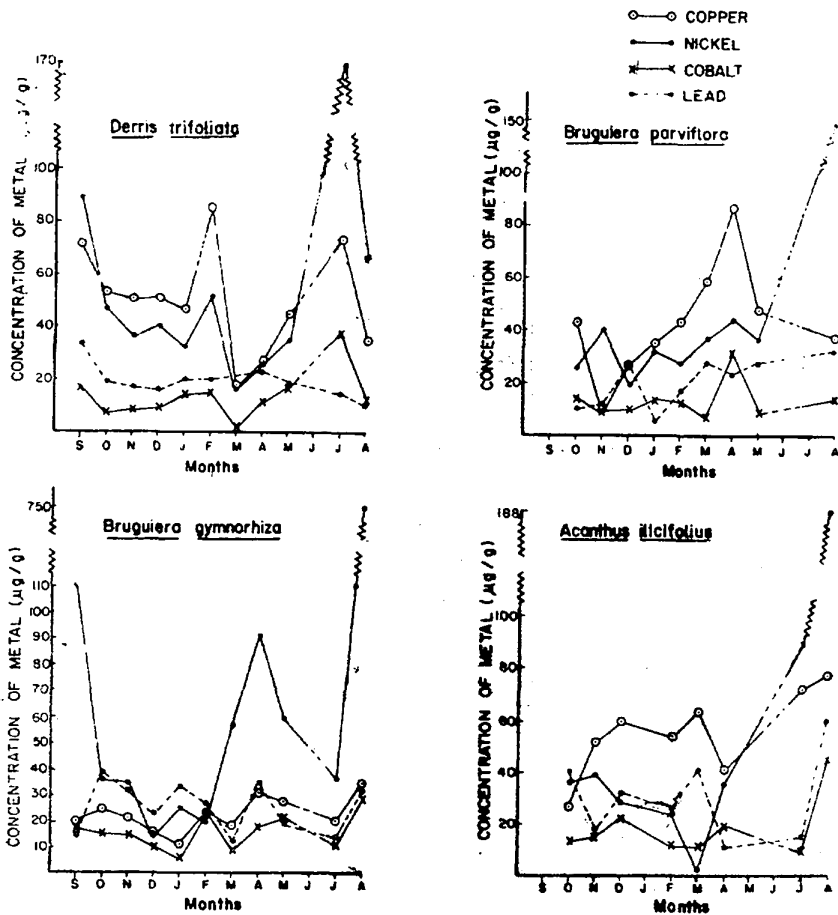 COPPER
NICKEL
COBALT
LEAD
Derris trifoliata
170
100
80
60
40
20
CONCENTRATION OF METAL /g)
S O N D J F M A M J J A
Months
Bruguiera parviflora
150
100
80
60
40
20
CONCENTRATION OF METAL (µg/g)
S O N D J F M A M J J A
Months
Bruguiera gymnorhiza
750
110
100
90
80
70
60
50
40
30
20
10
CONCENTRATION OF METAL (µg/g)
S O N D J F M A M J J A
Months
Acanthus ilicifolius
188
100
80
60
40
20
CONCENTRATION OF METAL (µg/g)
S O N D J F M A M J J A
Months